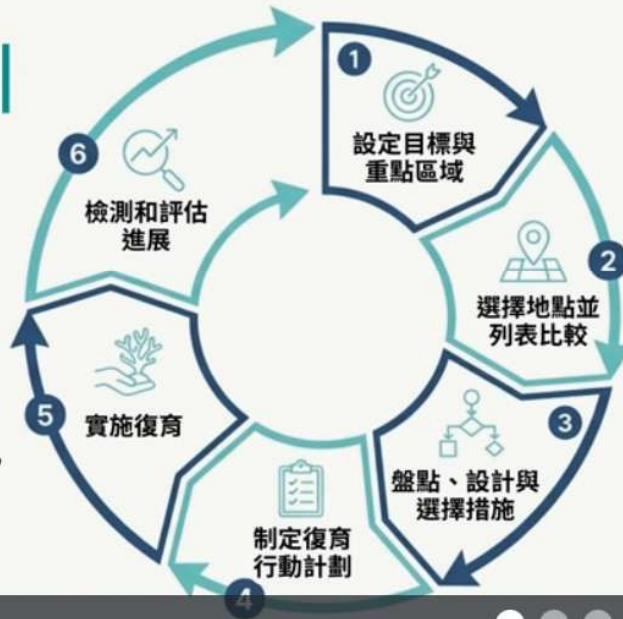 1
設定目標與
重點區域
2
選擇地點並
列表比較
3
盤點、設計與
選擇措施
4
制定復育
行動計劃
5
實施復育
6
檢測和評估
進展